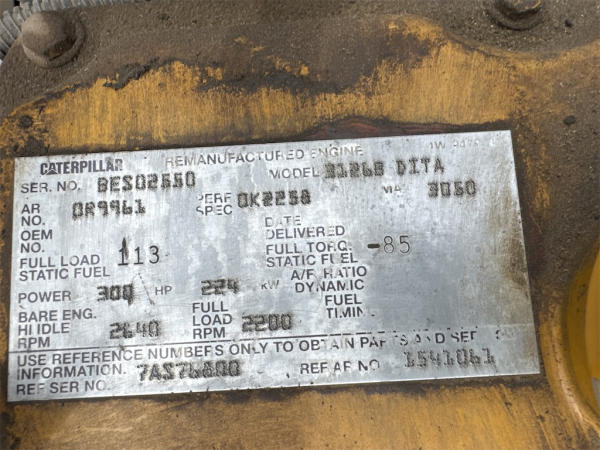 CATERPILLAR REMANUFACTURED ENGINE
SER. NO. BES02550 MODEL 3126B DITA
AR NO. 0R9961 PERF SPEC 0K2258 MA 3050
OEM NO. DATE DELIVERED
FULL LOAD STATIC FUEL 113 FULL TORQ. STATIC FUEL -85
POWER 300 HP 224 KW A/F RATIO DYNAMIC
BARE ENG. HI IDLE RPM 2640 FULL LOAD RPM 2200 FUEL TIMING
USE REFERENCE NUMBERS ONLY TO OBTAIN PARTS AND SER
INFORMATION.
REF SER NO. 7AS76800 REF AR NO 1541061